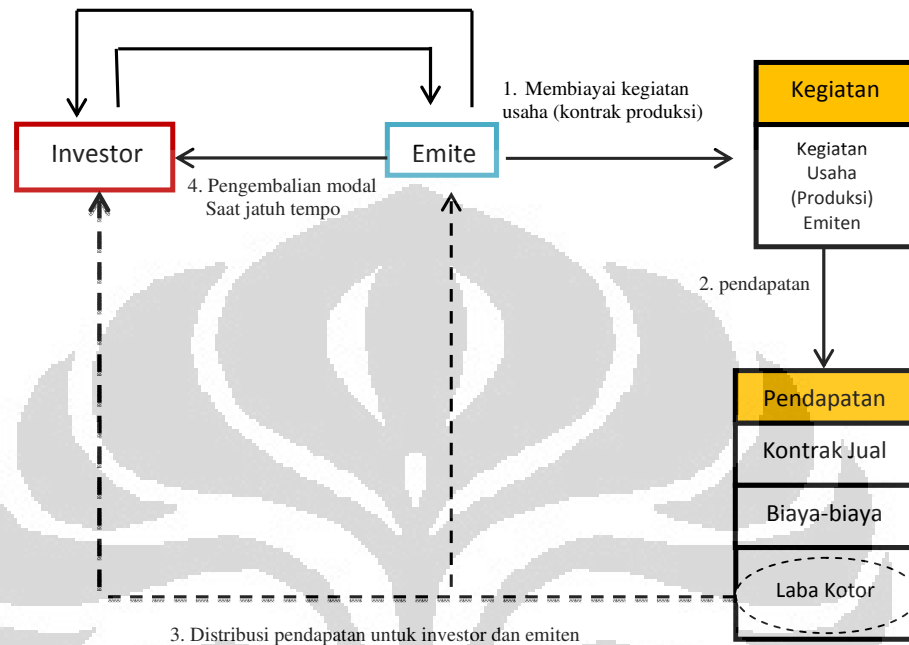 1. Membiayai kegiatan
usaha (kontrak produksi)
Kegiatan
Investor
Emite
Kegiatan
Usaha
(Produksi)
Emiten
4. Pengembalian modal
Saat jatuh tempo
2. pendapatan
Pendapatan
Kontrak Jual
Biaya-biaya
Laba Kotor
3. Distribusi pendapatan untuk investor dan emiten